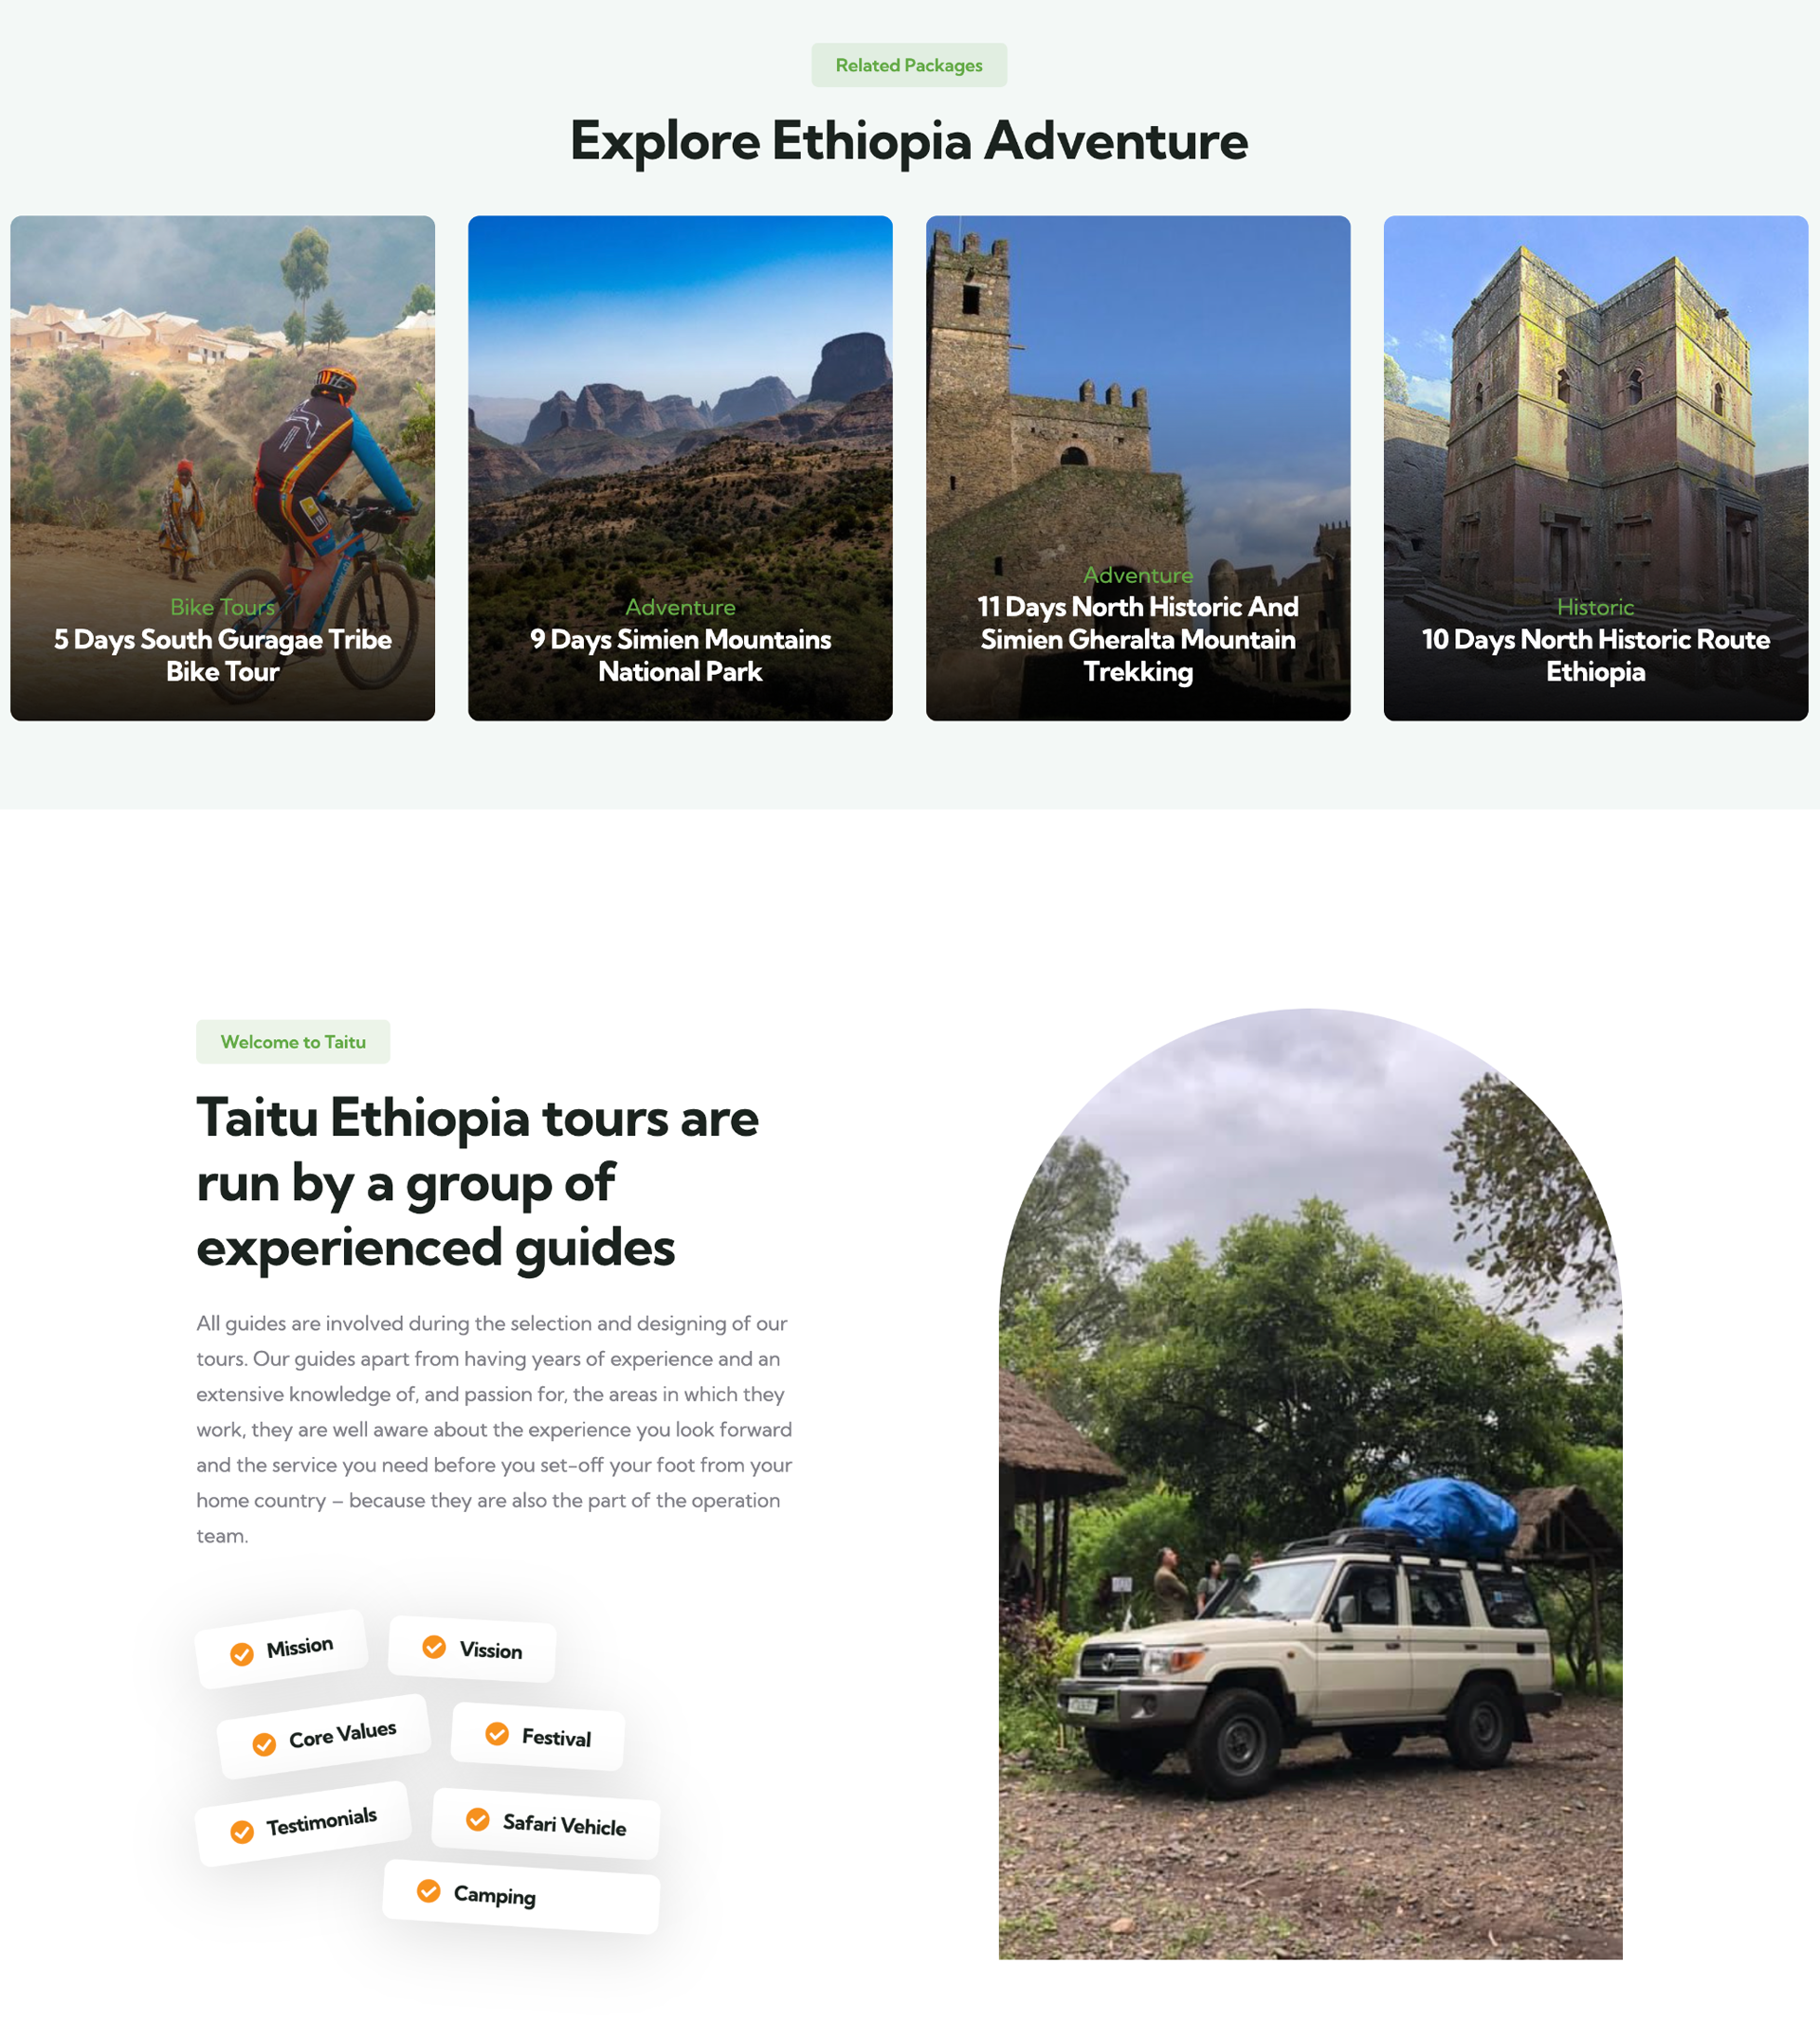 Related Packages
Explore Ethiopia Adventure
Bike Tours
5 Days South Guragae Tribe
Bike Tour
Adventure
9 Days Simien Mountains
National Park
Adventure
11 Days North Historic And
Simien Gheralta Mountain
Trekking
Historic
10 Days North Historic Route
Ethiopia
Welcome to Taitu
Taitu Ethiopia tours are
run by a group of
experienced guides
All guides are involved during the selection and designing of our
tours. Our guides apart from having years of experience and an
extensive knowledge of, and passion for, the areas in which they
work, they are well aware about the experience you look forward
and the service you need before you set-off your foot from your
home country – because they are also the part of the operation
team.
Mission
Vission
Core Values
Festival
Testimonials
Safari Vehicle
Camping